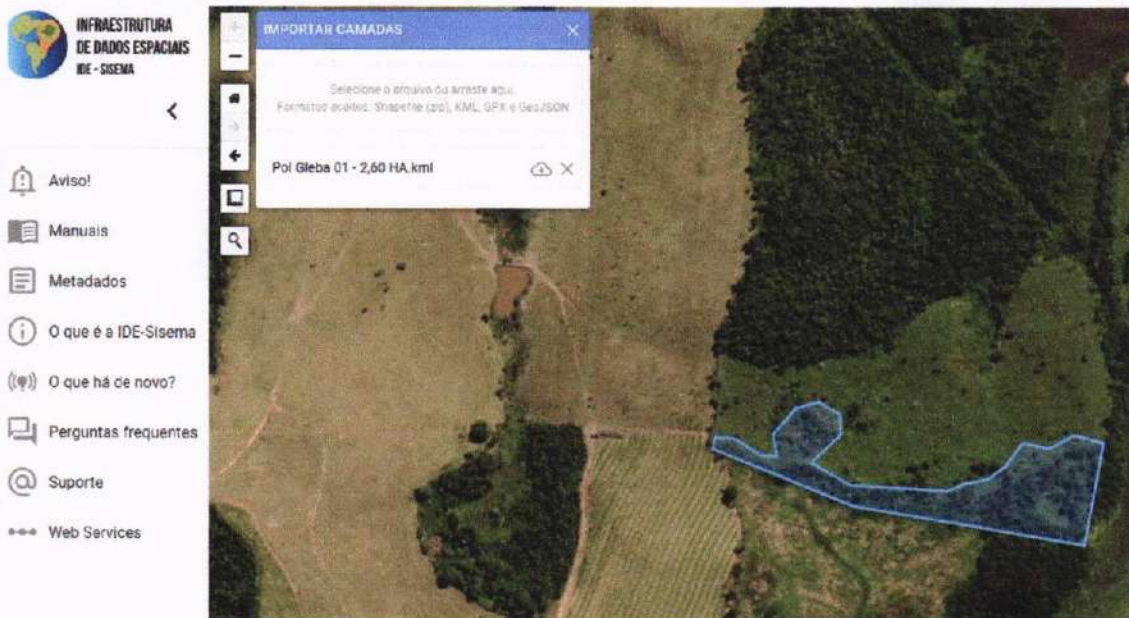 INFRAESTRUTURA
DE DADOS ESPACIAIS
IDE - SISEMA
Aviso!
Manuais
Metadados
O que é a IDE-Sisema
O que há de novo?
Perguntas frequentes
Suporte
Web Services
IMPORTAR CAMADAS
Selecione o arquivo ou arraste aqui.
Formatos aceitos: Shapefile (zip), KML, GPX e GeoJSON
Pol Gleba 01 - 2,60 HA.kml